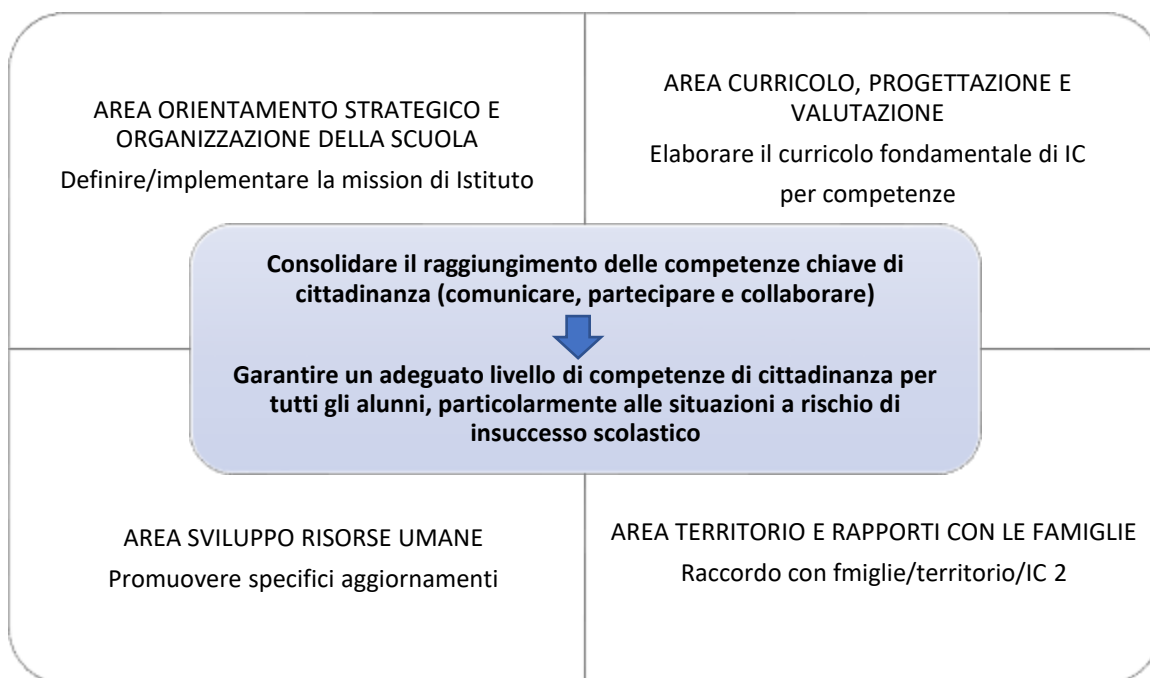 AREA ORIENTAMENTO STRATEGICO E
ORGANIZZAZIONE DELLA SCUOLA
Definire/implementare la mission di Istituto
AREA CURRICOLO, PROGETTAZIONE E
VALUTAZIONE
Elaborare il curricolo fondamentale di IC
per competenze
Consolidare il raggiungimento delle competenze chiave di
cittadinanza (comunicare, partecipare e collaborare)
Garantire un adeguato livello di competenze di cittadinanza per
tutti gli alunni, particolarmente alle situazioni a rischio di
insuccesso scolastico
AREA SVILUPPO RISORSE UMANE
Promuovere specifici aggiornamenti
AREA TERRITORIO E RAPPORTI CON LE FAMIGLIE
Raccordo con fmiglie/territorio/IC 2